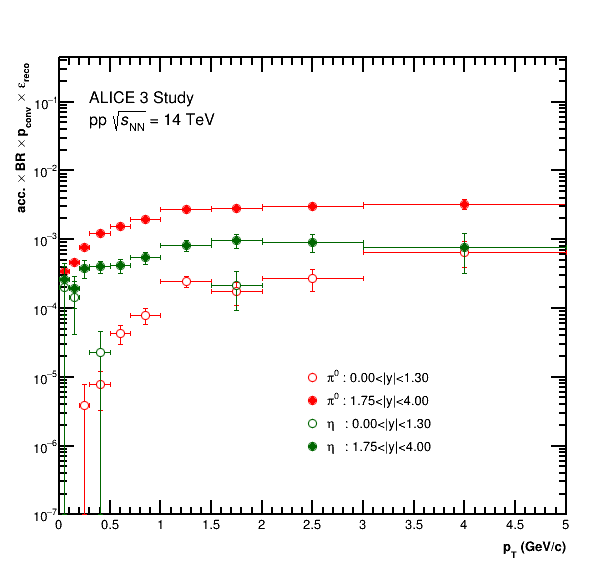 acc. × BR × p_conv × ε_reco
ALICE 3 Study
pp √s_NN = 14 TeV
10⁻¹
10⁻²
10⁻³
10⁻⁴
10⁻⁵
10⁻⁶
10⁻⁷
π⁰ : 0.00<|y|<1.30
π⁰ : 1.75<|y|<4.00
η : 0.00<|y|<1.30
η : 1.75<|y|<4.00
0 0.5 1 1.5 2 2.5 3 3.5 4 4.5 5
p_T (GeV/c)